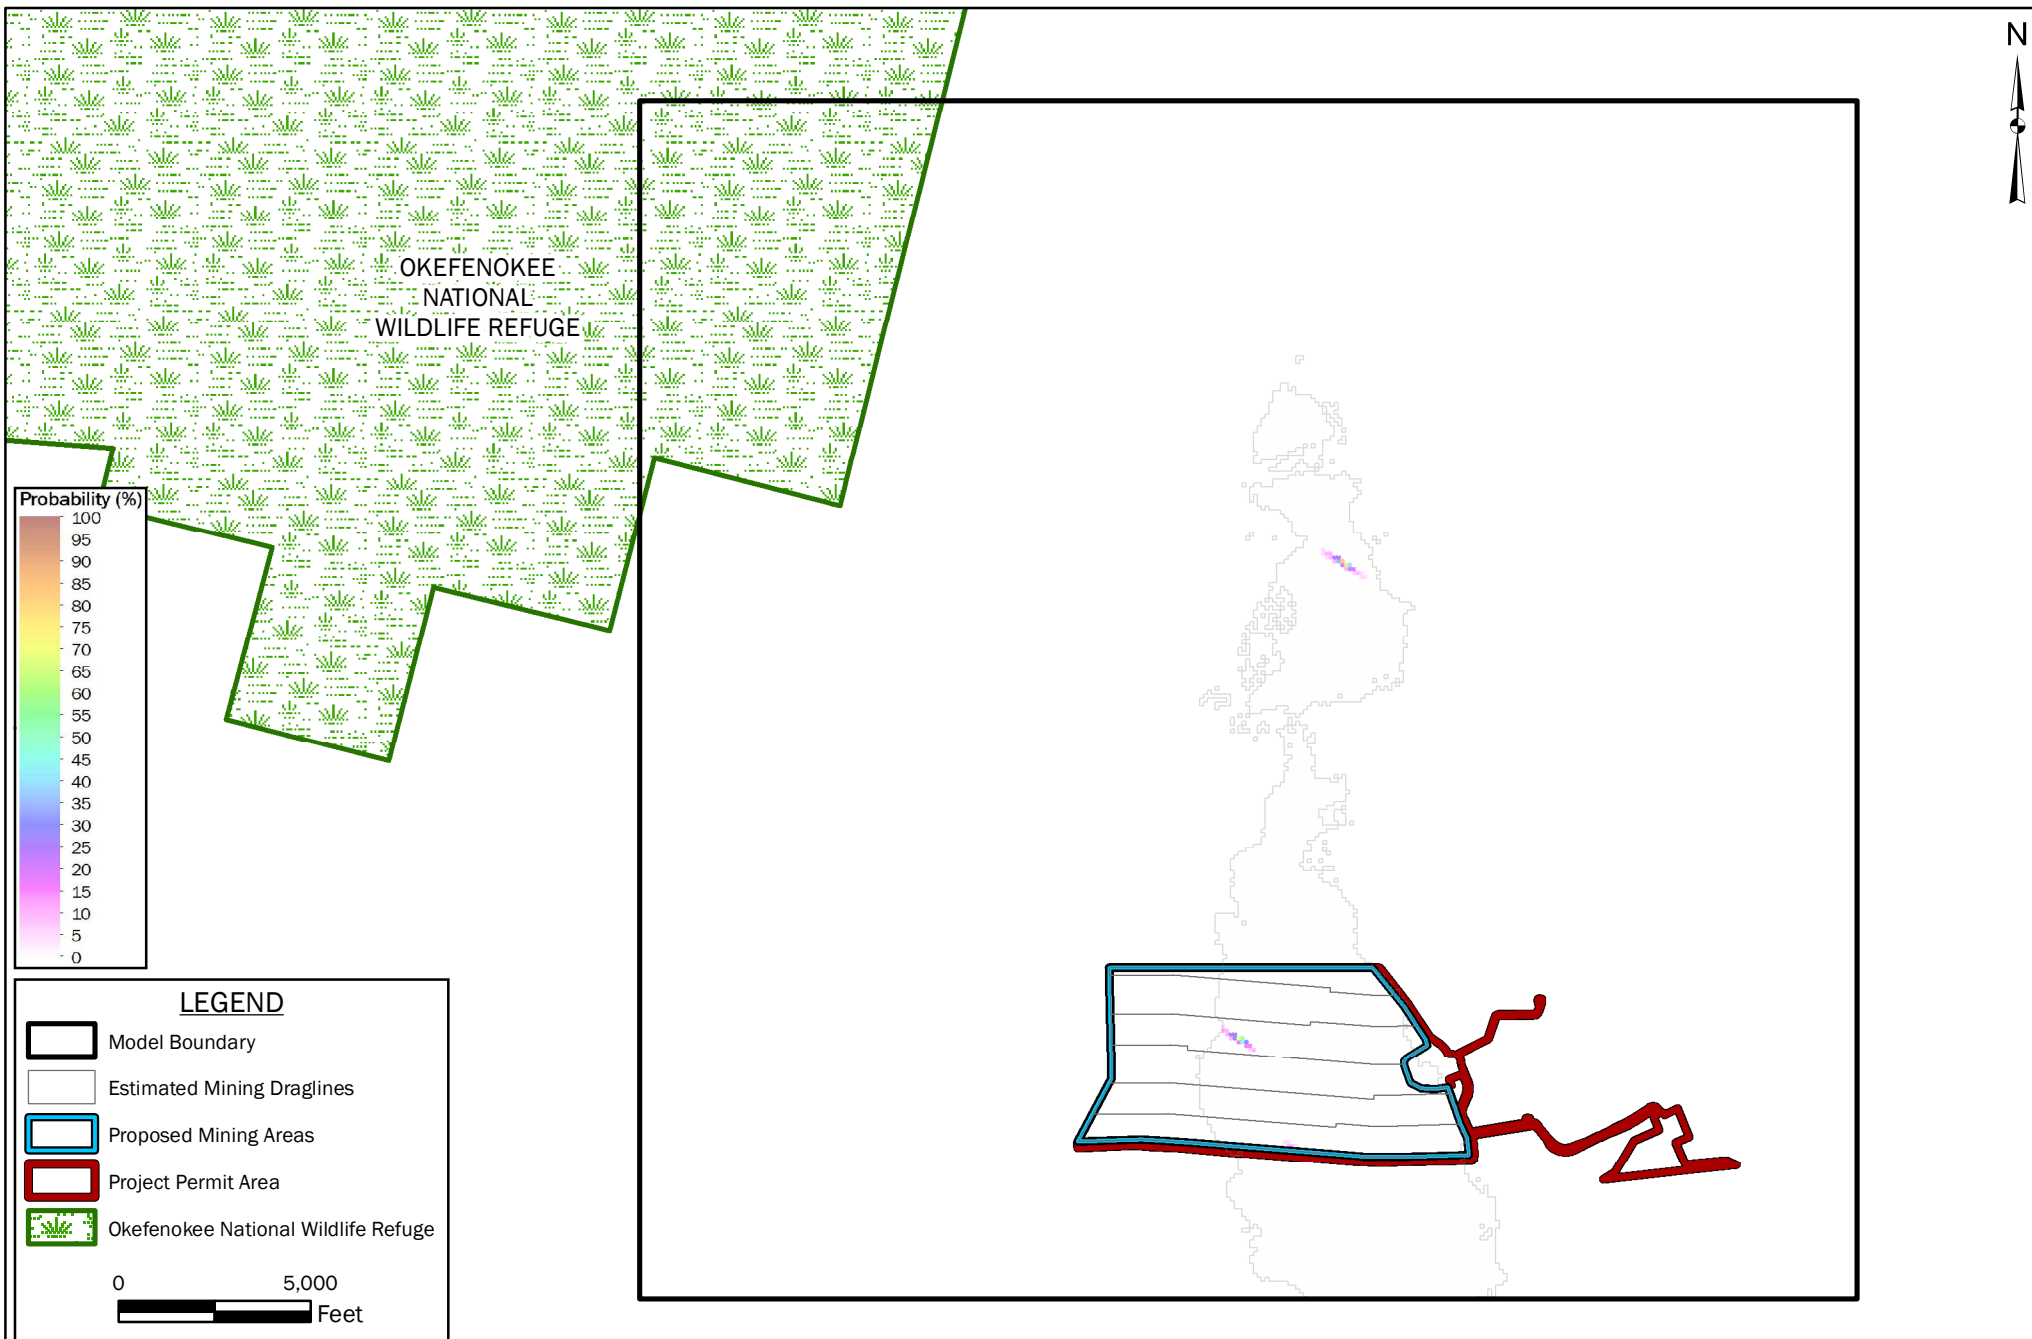 N
OKEFENOKEE
NATIONAL
WILDLIFE REFUGE
Probability (%)
100
95
90
85
80
75
70
65
60
55
50
45
40
35
30
25
20
15
10
5
0
LEGEND
Model Boundary
Estimated Mining Draglines
Proposed Mining Areas
Project Permit Area
Okefenokee National Wildlife Refuge
0 5,000
Feet